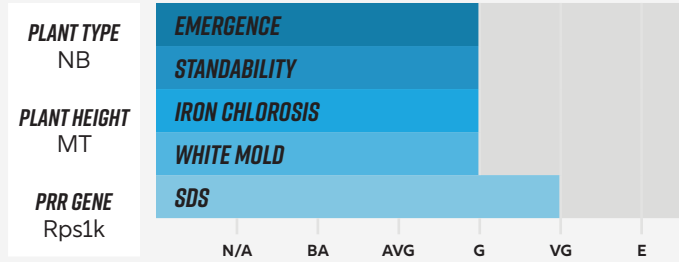 PLANT TYPE
NB
PLANT HEIGHT
MT
PRR GENE
Rps1k
EMERGENCE
STANDABILITY
IRON CHLOROSIS
WHITE MOLD
SDS
N/A BA AVG G VG E